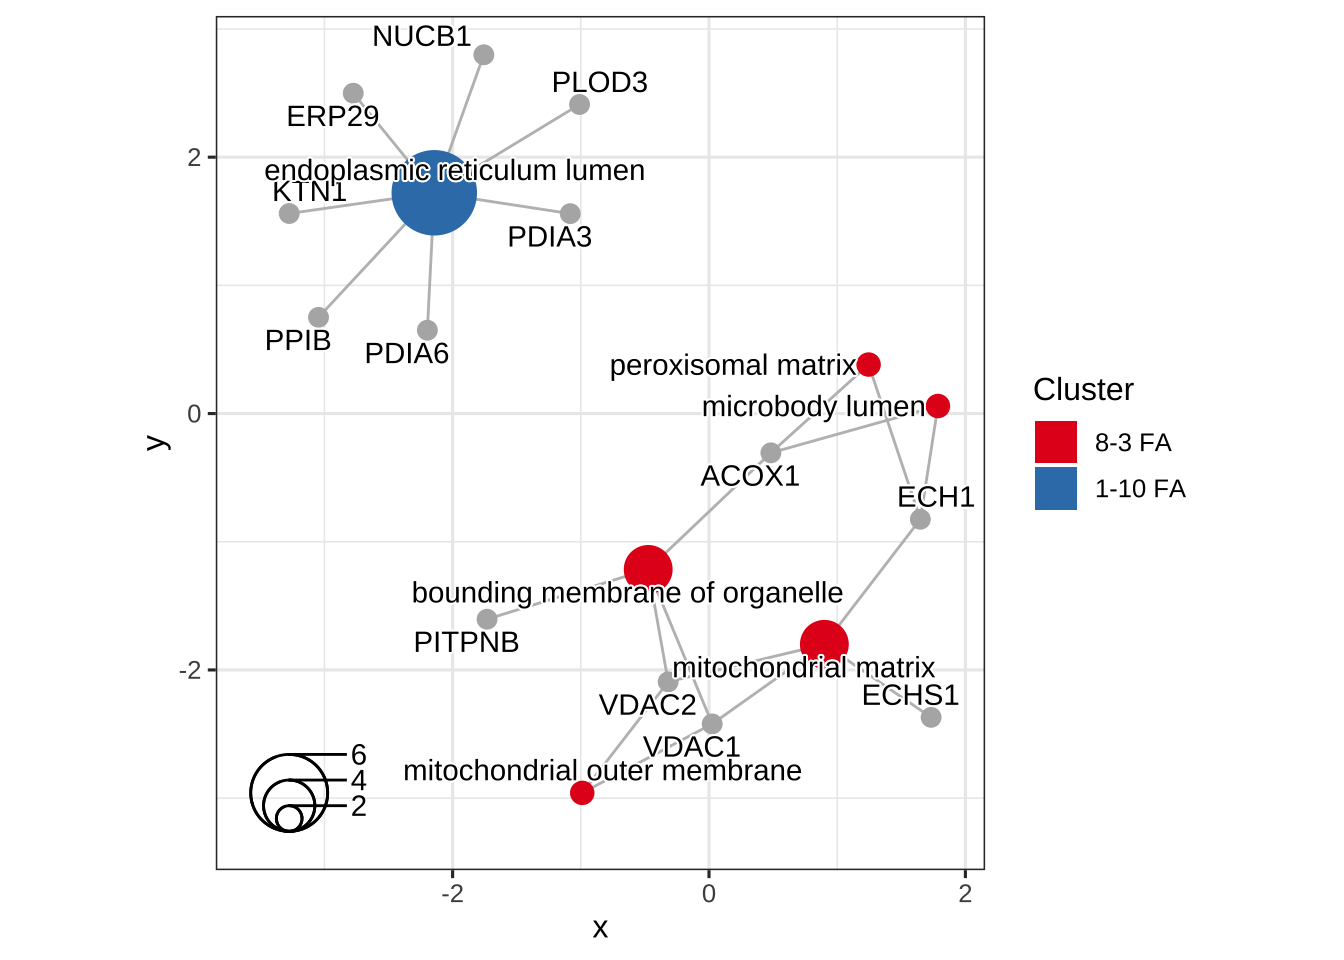 NUCB1
PLOD3
ERP29
endoplasmic reticulum lumen
KTN1
PDIA3
PPIB
PDIA6
peroxisomal matrix
microbody lumen
ACOX1
ECH1
bounding membrane of organelle
PITPNB
mitochondrial matrix
ECHS1
VDAC2
VDAC1
mitochondrial outer membrane
6
4
2
2
0
-2
y
-2
0
2
x
Cluster
8-3 FA
1-10 FA